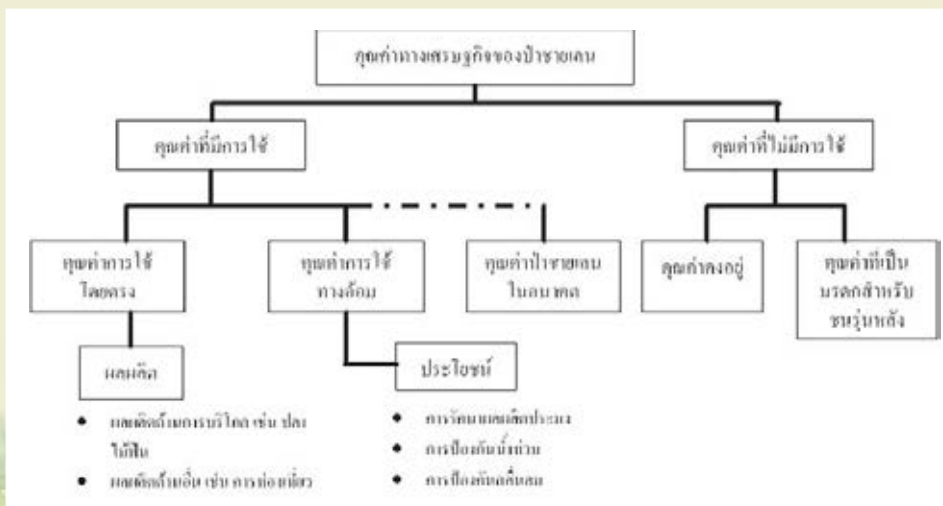 คุณค่าทางเศรษฐกิจของป่าชายเลน
คุณค่าที่มีการใช้
คุณค่าที่ไม่มีการใช้
คุณค่าการใช้
โดยตรง
คุณค่าการใช้
ทางอ้อม
คุณค่าป่าชายเลน
ในอนาคต
คุณค่าคงอยู่
คุณค่าที่เป็น
มรดกสำหรับ
ชนรุ่นหลัง
ผลผลิต
ประโยชน์
ผลผลิตด้านการบริโภค เช่น ปลา
ไม้ฟืน
ผลผลิตด้านอื่น เช่น การท่องเที่ยว
ผลผลิตประมง
การป้องกันน้ำท่วม
การป้องกันคลื่นลม